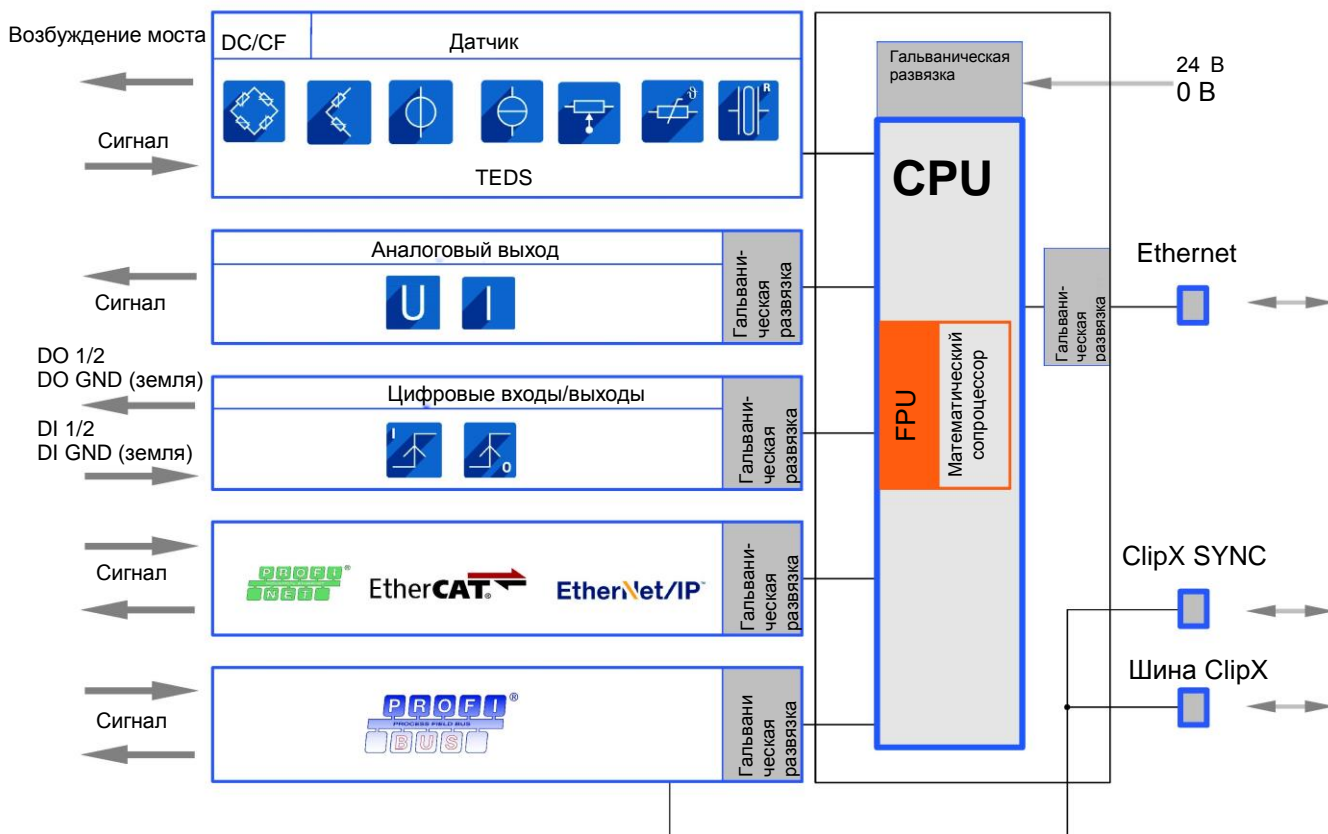 Возбуждение моста
DC/CF
Датчик
ϑ
R
Сигнал
TEDS
Аналоговый выход
U
I
Сигнал
Гальвани-
ческая
развязка
DO 1/2
DO GND (земля)
DI 1/2
DI GND (земля)
Цифровые входы/выходы
I
O
Гальвани-
ческая
развязка
Сигнал
PROFI®
NET
EtherCAT®
EtherNet/IP™
Гальвани-
ческая
развязка
Сигнал
PROFI®
PROCESS FIELD BUS
BUS
Гальвани
ческая
развязка
Гальваническая
развязка
CPU
FPU
Математический
сопроцессор
24 В
0 В
Гальвани-
ческая
развязка
Ethernet
ClipX SYNC
Шина ClipX